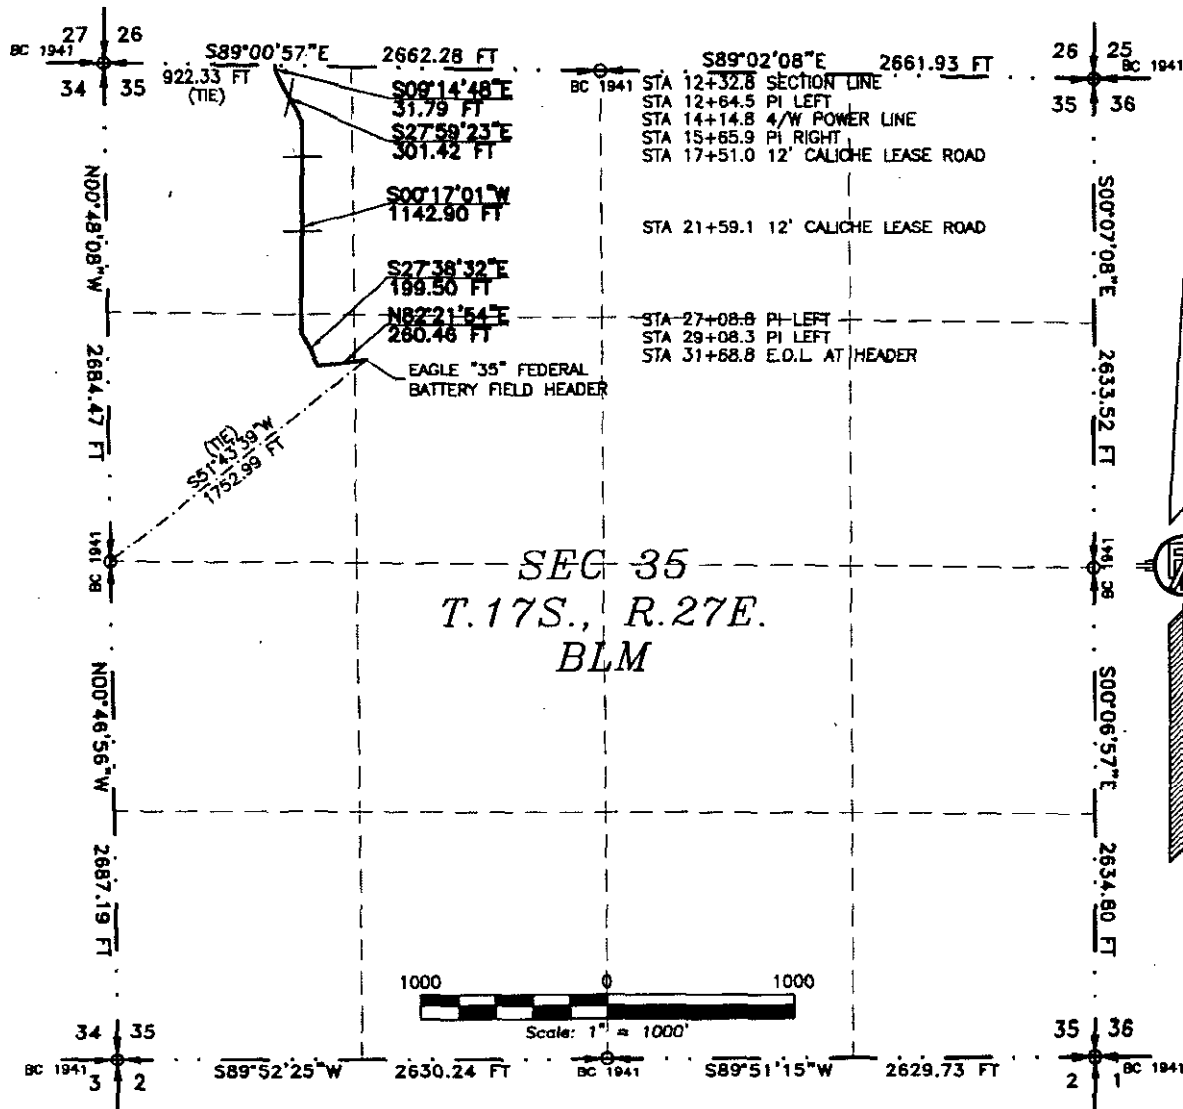 27 26
BC 1941
34 35
S89°00'57"E 2662.28 FT
922.33 FT
(TIE)
BC 1941
S89°02'08"E 2661.93 FT
26 25
BC 1941
35 36
S09°14'48"E
31.79 FT
S27°59'23"E
301.42 FT
S00°17'01"W
1142.90 FT
S27°38'32"E
199.50 FT
N82°21'54"E
260.46 FT
EAGLE "35" FEDERAL
BATTERY FIELD HEADER
STA 12+32.8 SECTION LINE
STA 12+64.5 PI LEFT
STA 14+14.8 4/W POWER LINE
STA 15+65.9 PI RIGHT
STA 17+51.0 12' CALICHE LEASE ROAD
STA 21+59.1 12' CALICHE LEASE ROAD
STA 27+08.8 PI LEFT
STA 29+08.3 PI LEFT
STA 31+68.8 E.O.L AT HEADER
N00°48'08"W
2684.47 FT
S00°07'08"E
2633.52 FT
(TIE)
S51°43'39"W
1752.99 FT
BC 1941
BC 1941
SEC 35
T.17S., R.27E.
BLM
N00°46'56"W
2687.19 FT
S00°06'57"E
2634.80 FT
1000 0 1000
Scale: 1" = 1000'
34 35
BC 1941
3 2
S89°52'25"W 2630.24 FT
BC 1941
S89°51'15"W 2629.73 FT
35 36
BC 1941
2 1